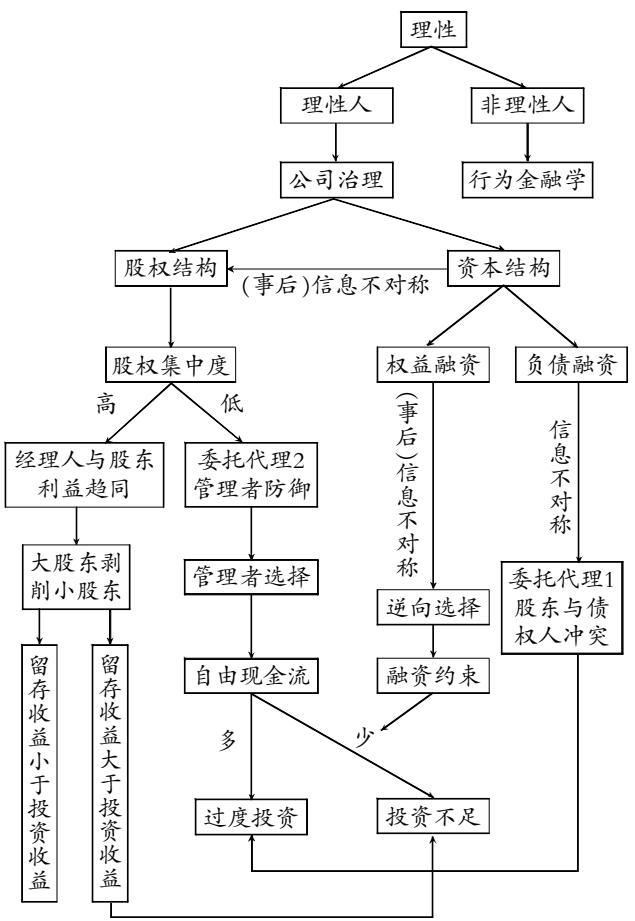 理性
理性人
非理性人
公司治理
行为金融学
股权结构
(事后)信息不对称
资本结构
股权集中度
权益融资
负债融资
高
低
(事后)信息不对称
信息不对称
经理人与股东
利益趋同
委托代理2
管理者防御
大股东剥
削小股东
管理者选择
逆向选择
委托代理1
股东与债
权人冲突
留存收益小于投资收益
留存收益大于投资收益
自由现金流
融资约束
多
少
过度投资
投资不足